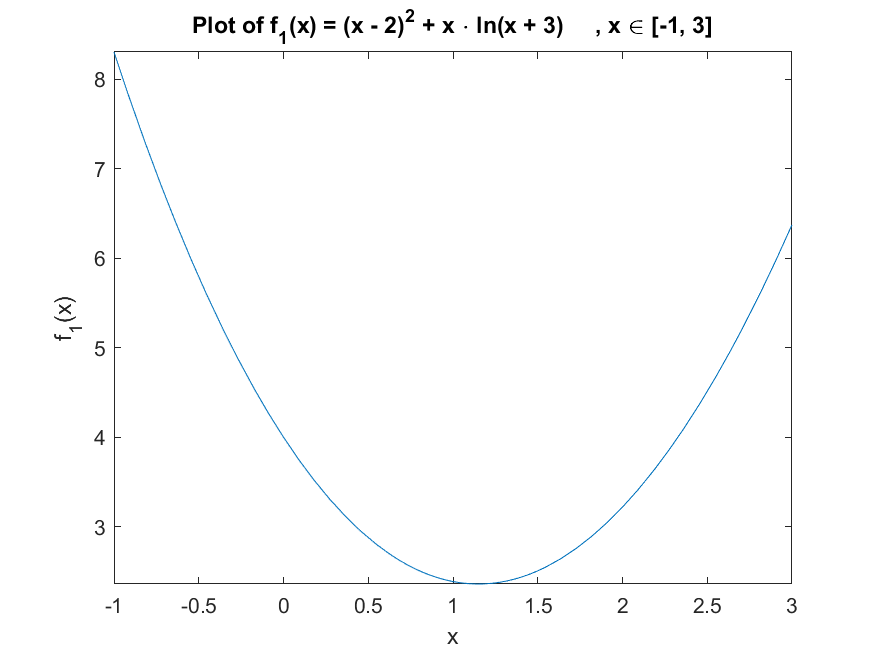 Plot of f₁(x) = (x - 2)² + x · ln(x + 3)     , x ∈ [-1, 3]
8
7
6
5
4
3
f₁(x)
-1 -0.5 0 0.5 1 1.5 2 2.5 3
x